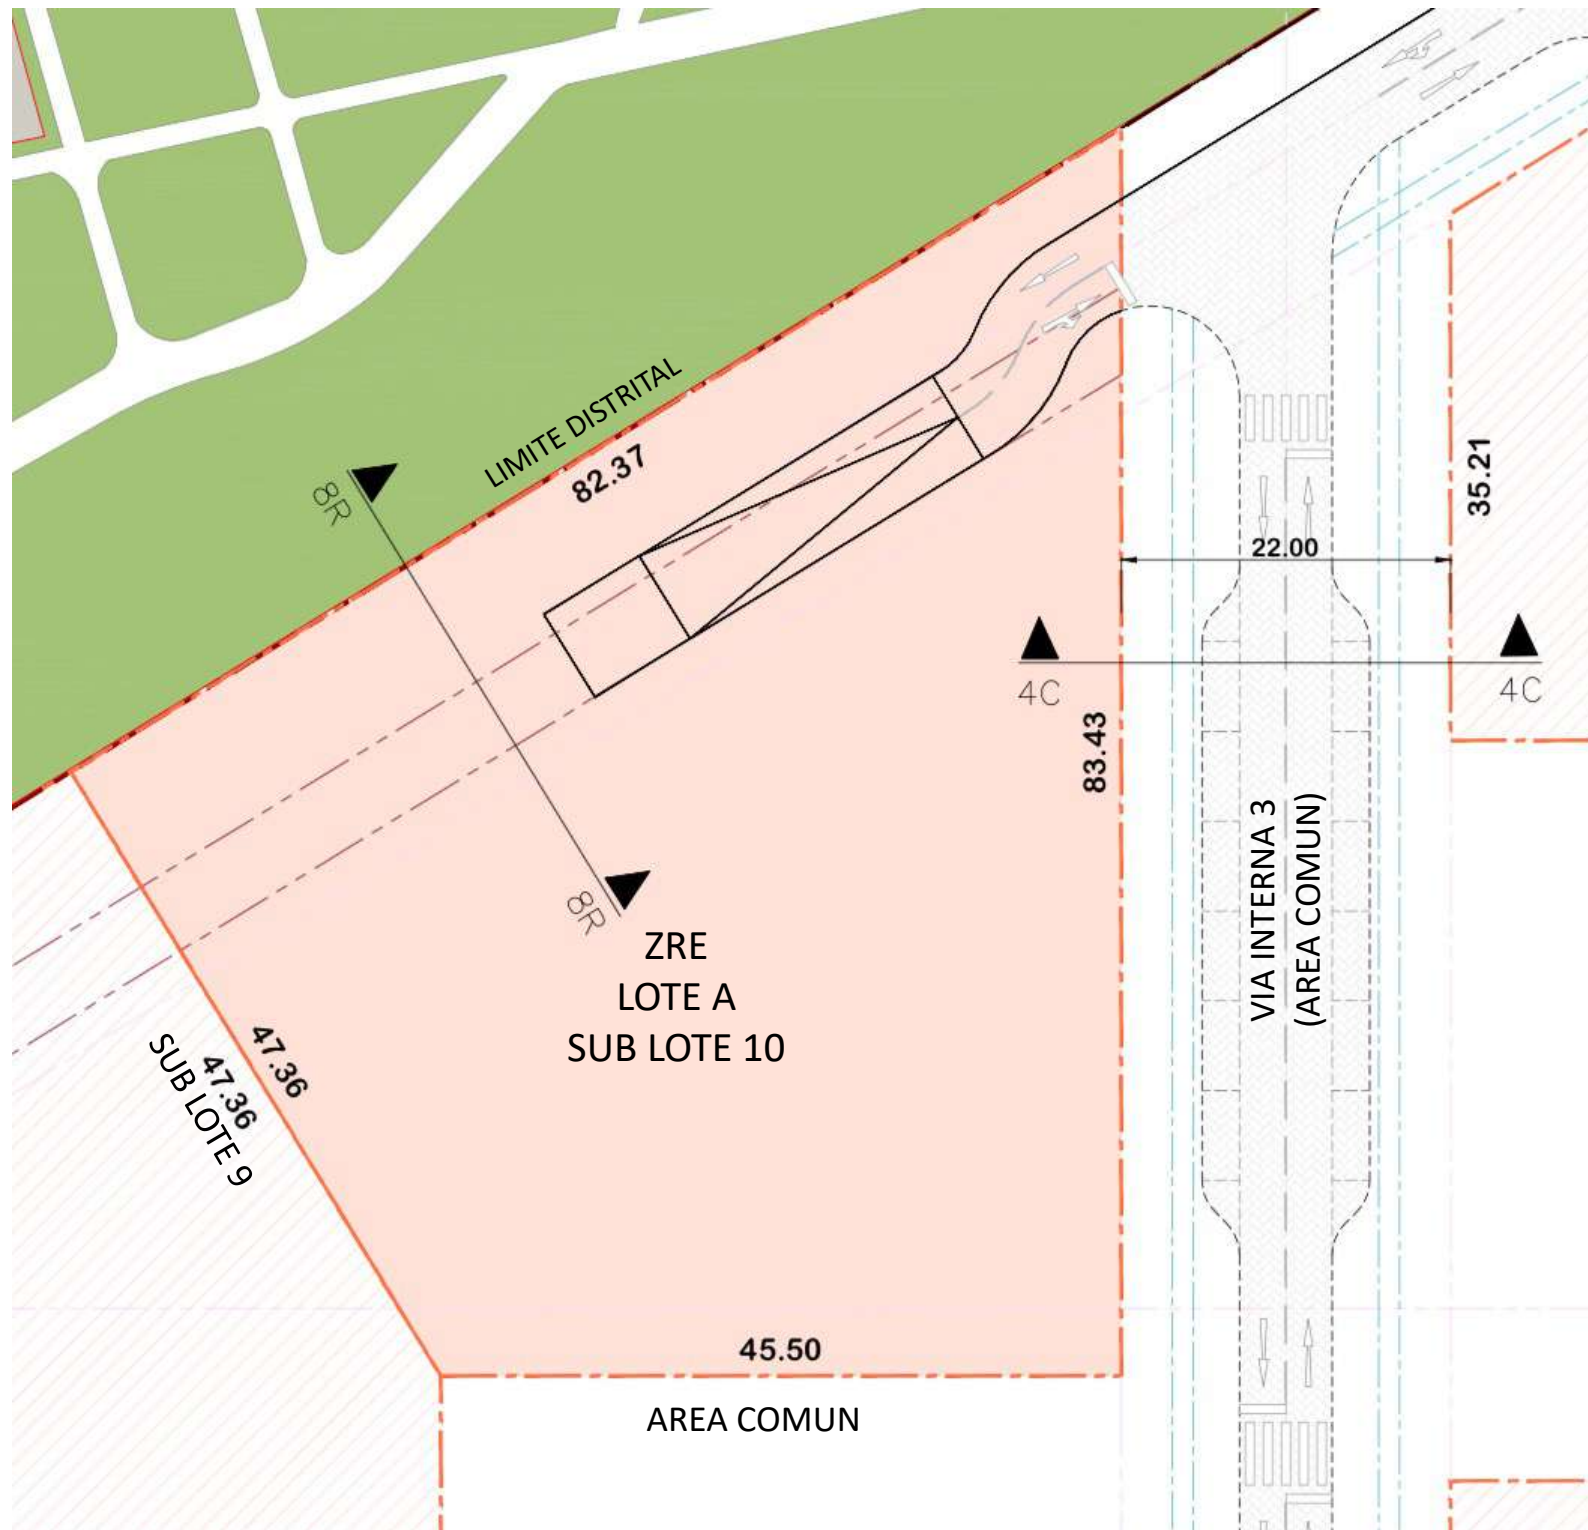 LIMITE DISTRITAL
82.37
8R
35.21
22.00
4C
4C
83.43
VIA INTERNA 3
(AREA COMUN)
8R
ZRE
LOTE A
SUB LOTE 10
47.36
47.36
SUB LOTE 9
45.50
AREA COMUN